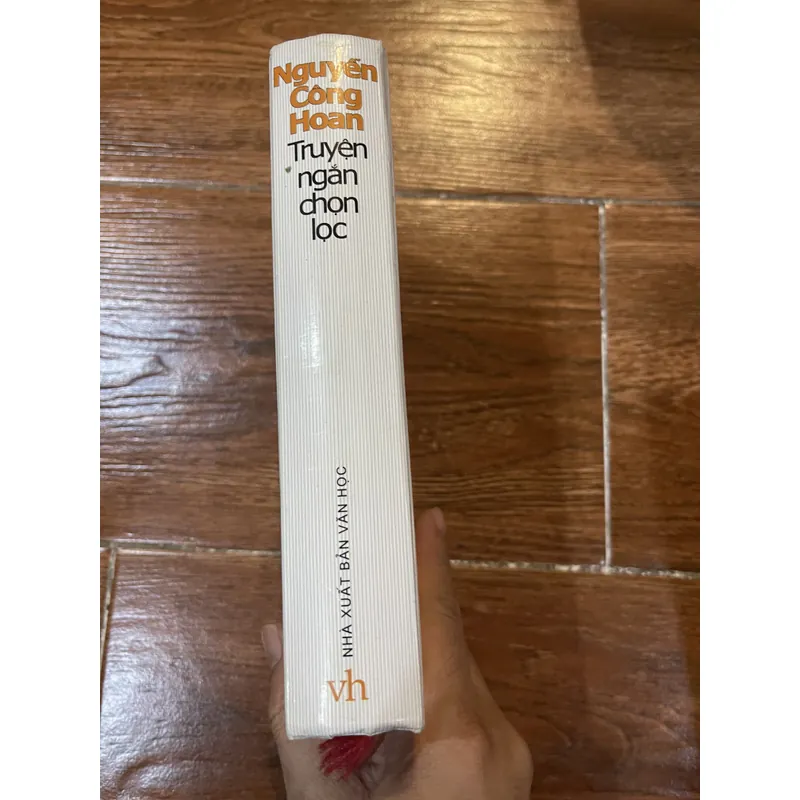 Nguyễn
Công
Hoan
Truyện
ngắn
chọn
lọc
NHÀ XUẤT BẢN VĂN HỌC
vh